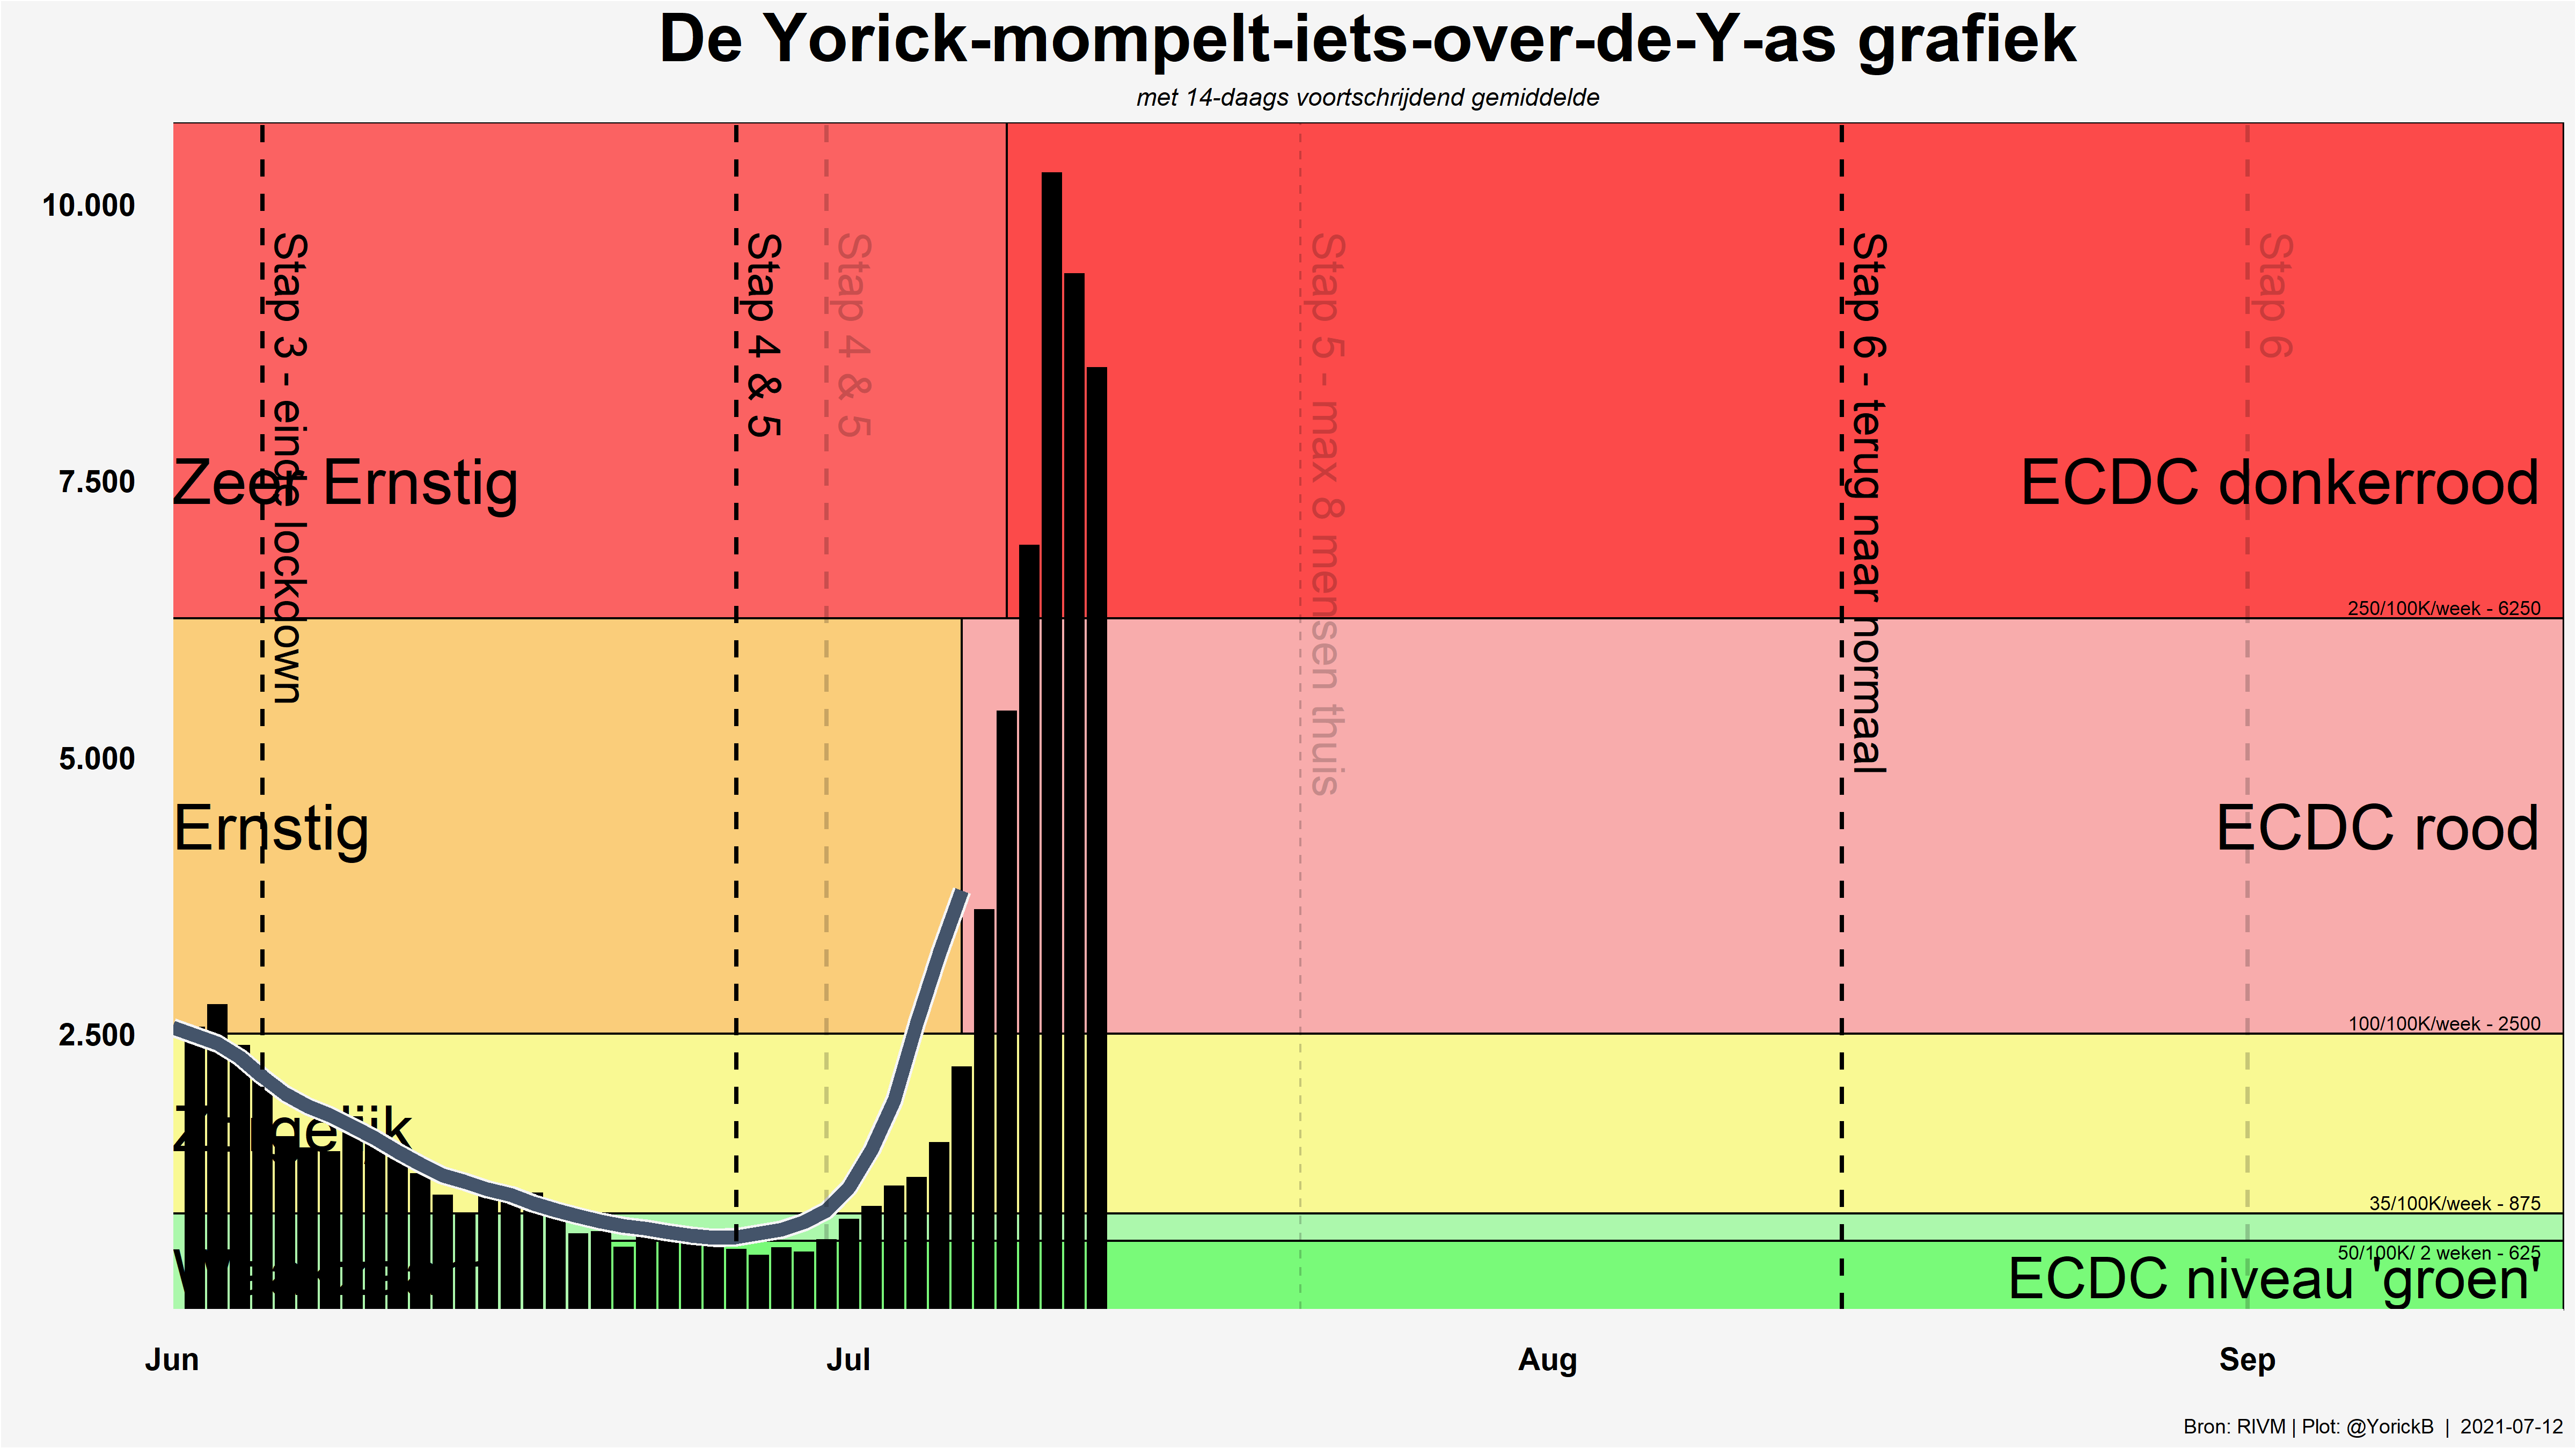 De Yorick-mompelt-iets-over-de-Y-as grafiek
met 14-daags voortschrijdend gemiddelde
10.000
7.500
5.000
2.500
Stap 3 - einde lockdown
Stap 4 & 5
Stap 4 & 5
Stap 5 - max 8 mensen thuis
Stap 6 - terug naar normaal
Stap 6
Zeer Ernstig
ECDC donkerrood
250/100K/week - 6250
Ernstig
ECDC rood
100/100K/week - 2500
Zorgelijk
35/100K/week - 875
50/100K/ 2 weken - 625
ECDC niveau 'groen'
Jun
Jul
Aug
Sep
Bron: RIVM | Plot: @YorickB | 2021-07-12